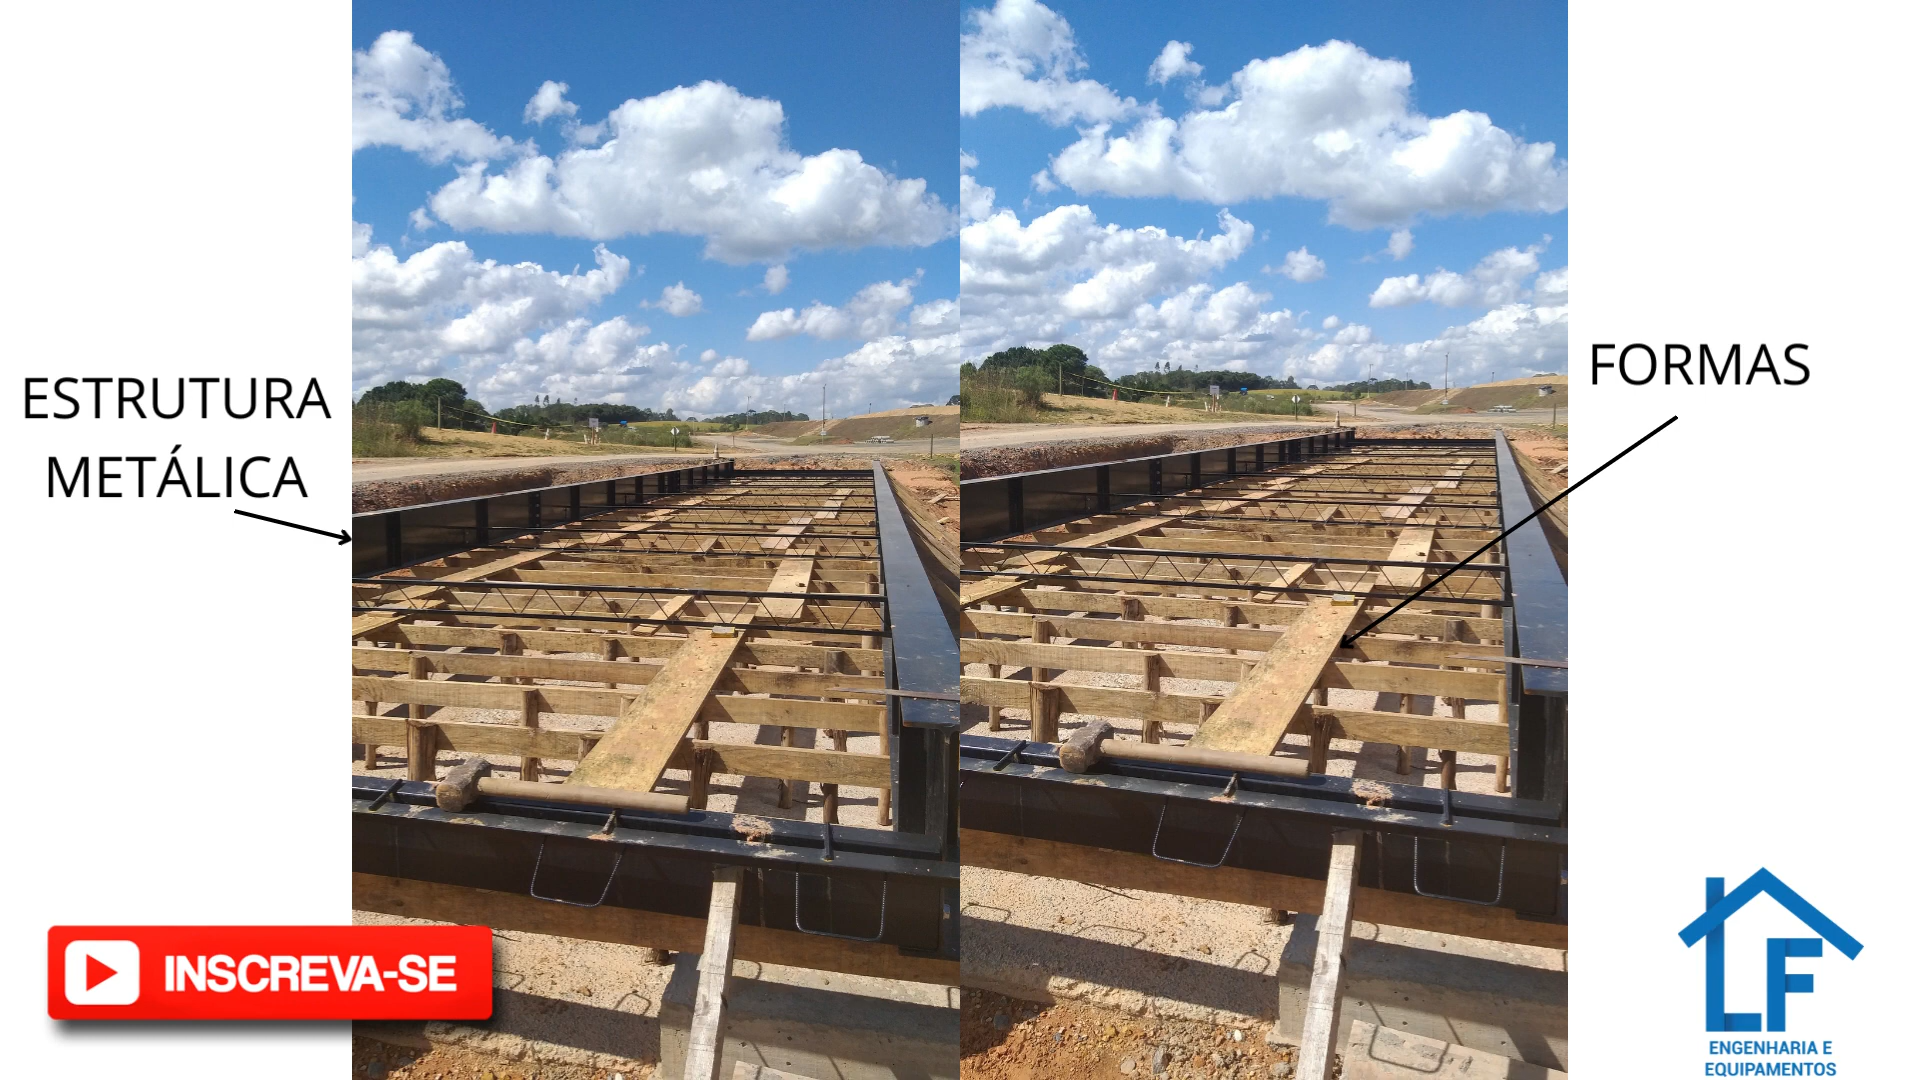 ESTRUTURA
METÁLICA
FORMAS
INSCREVA-SE
LF
ENGENHARIA E
EQUIPAMENTOS